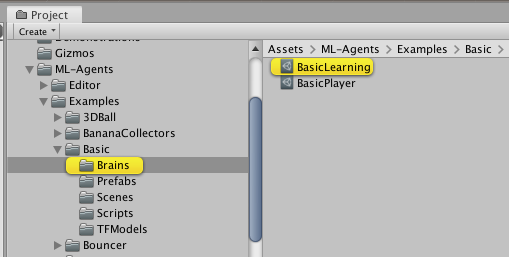 Project
Create
Demonstrations
Gizmos
ML-Agents
Editor
Examples
3DBall
BananaCollectors
Basic
Brains
Prefabs
Scenes
Scripts
TFModels
Bouncer
Assets > ML-Agents > Examples > Basic >
BasicLearning
BasicPlayer